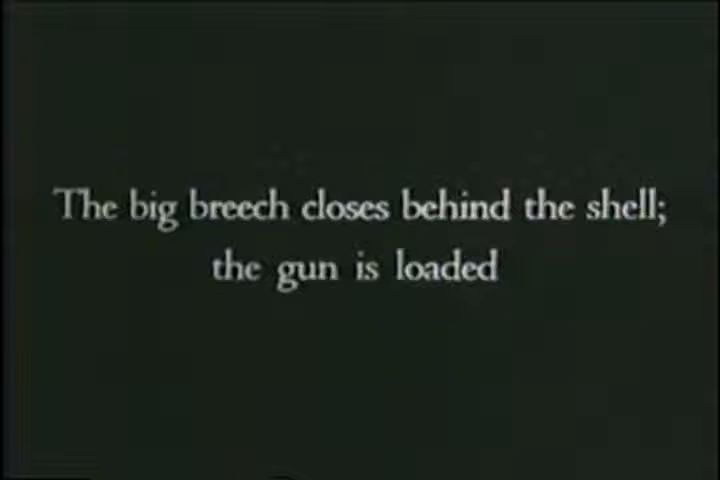 The big breech closes behind the shell;
the gun is loaded